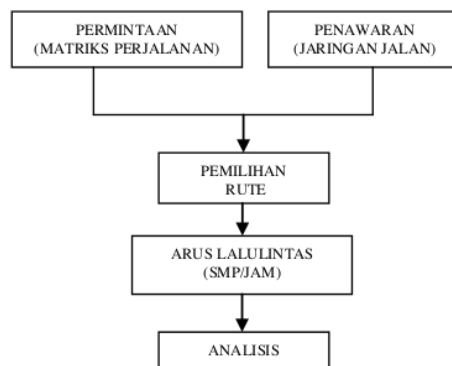 PERMINTAAN
(MATRIKS PERJALANAN)
PENAWARAN
(JARINGAN JALAN)
PEMILIHAN
RUTE
ARUS LALULINTAS
(SMP/JAM)
ANALISIS